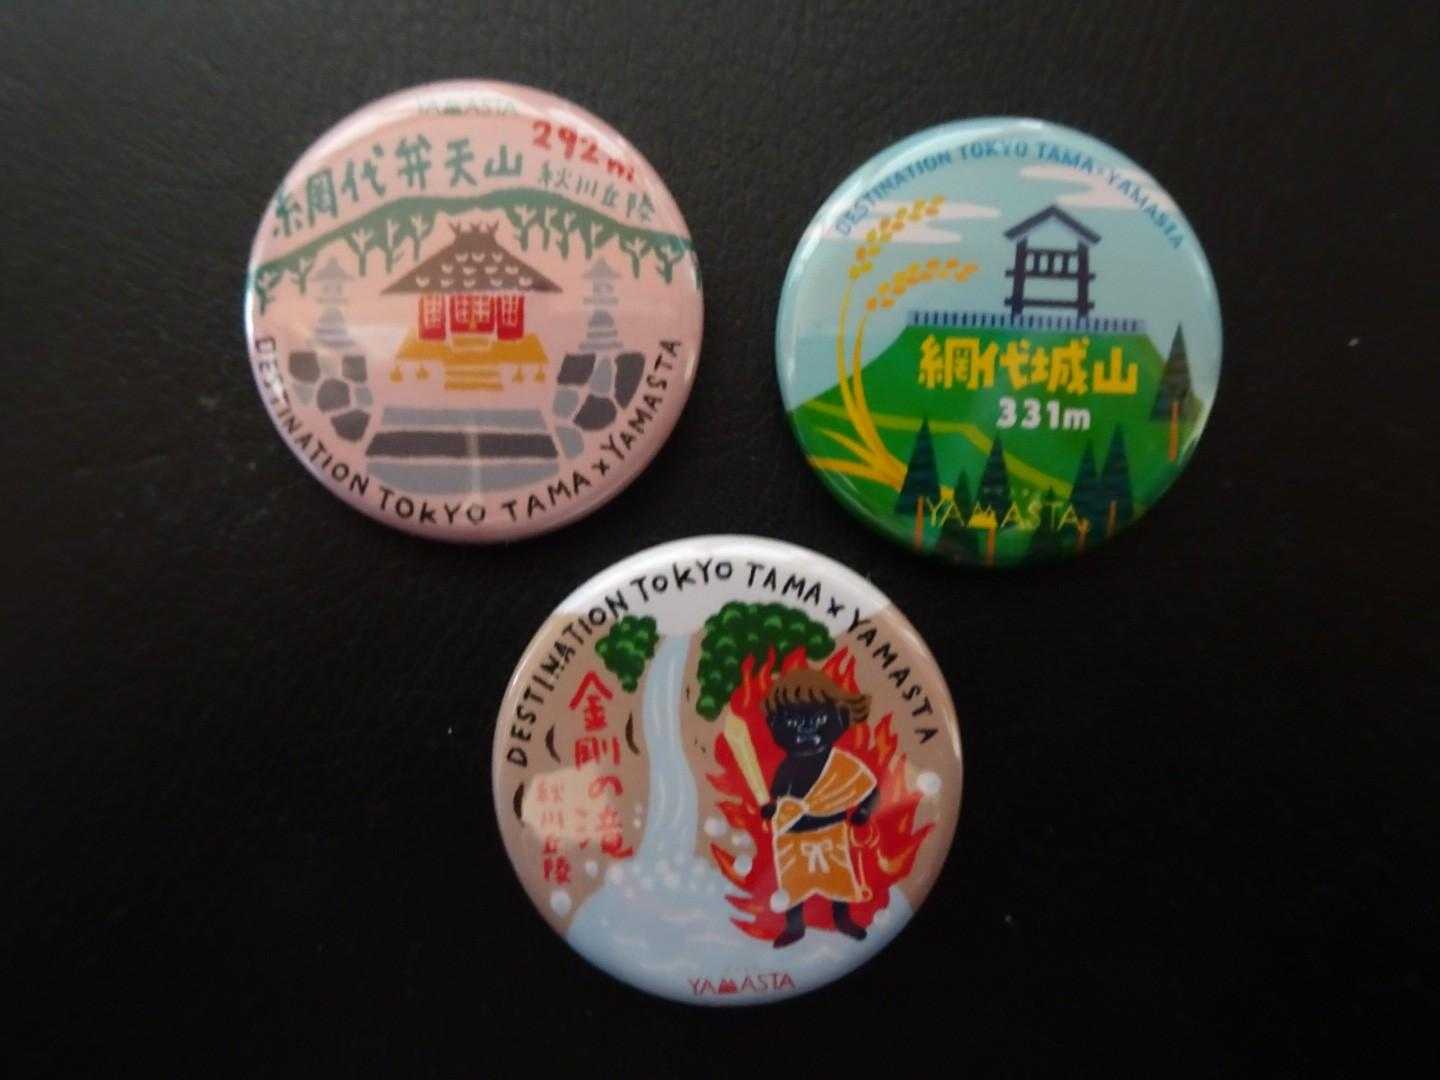 YAMASTA
292m
網代弁天山
秋川丘陵
DESTINATION TOKYO TAMA x YAMASTA
DESTINATION TOKYO TAMA×YAMASTA
網代城山
331m
YAMASTA
DESTINATION TOKYO TAMA x YAMASTA
金剛の滝
秋川丘陵
YAMASTA